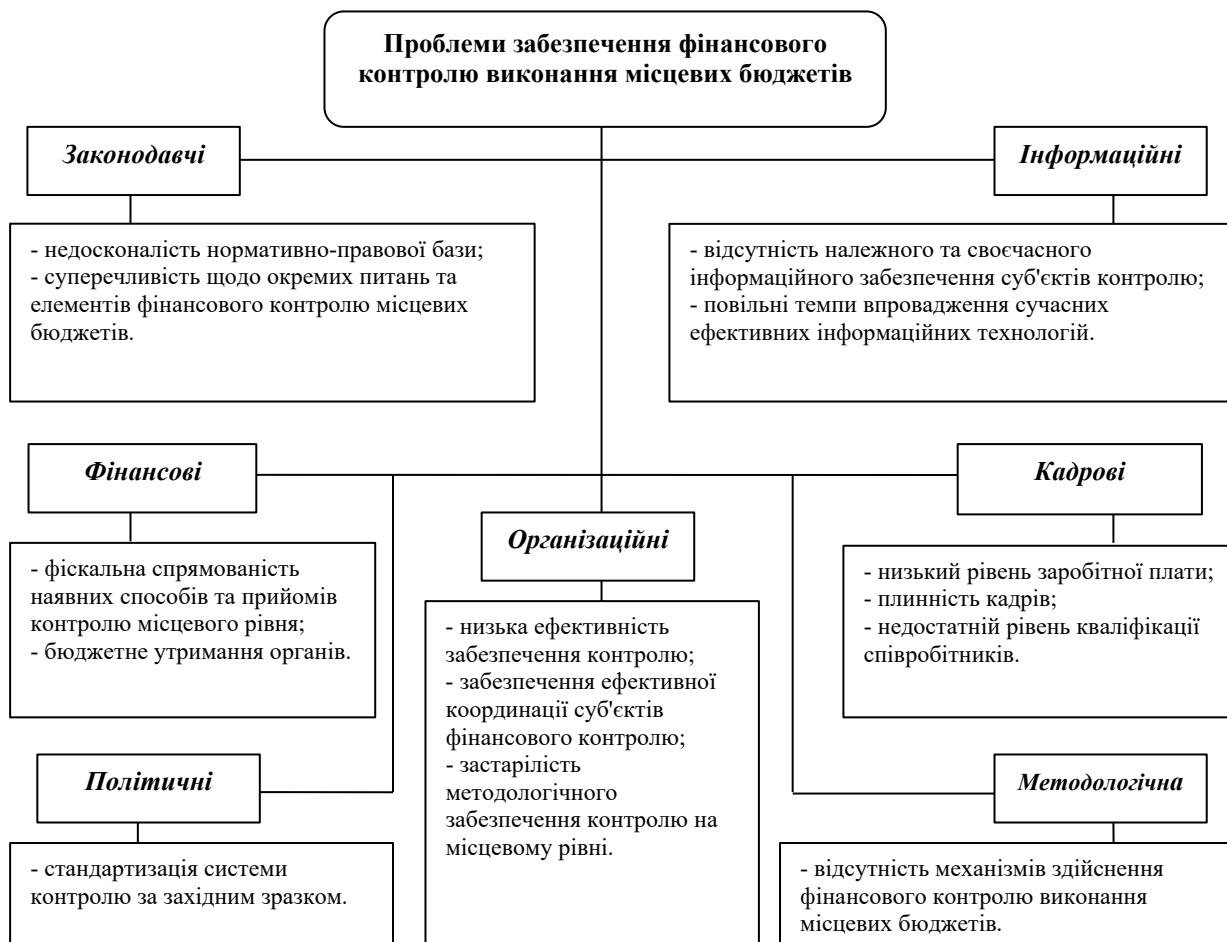 Проблеми забезпечення фінансового
контролю виконання місцевих бюджетів
Законодавчі
Інформаційні
- недосконалість нормативно-правової бази;
- суперечливість щодо окремих питань та
елементів фінансового контролю місцевих
бюджетів.
- відсутність належного та своєчасного
інформаційного забезпечення суб'єктів контролю;
- повільні темпи впровадження сучасних
ефективних інформаційних технологій.
Фінансові
Кадрові
Організаційні
- фіскальна спрямованість
наявних способів та прийомів
контролю місцевого рівня;
- бюджетне утримання органів.
- низька ефективність
забезпечення контролю;
- забезпечення ефективної
координації суб'єктів
фінансового контролю;
- застарілість
методологічного
забезпечення контролю на
місцевому рівні.
- низький рівень заробітної плати;
- плинність кадрів;
- недостатній рівень кваліфікації
співробітників.
Політичні
Методологічна
- стандартизація системи
контролю за західним зразком.
- відсутність механізмів здійснення
фінансового контролю виконання
місцевих бюджетів.